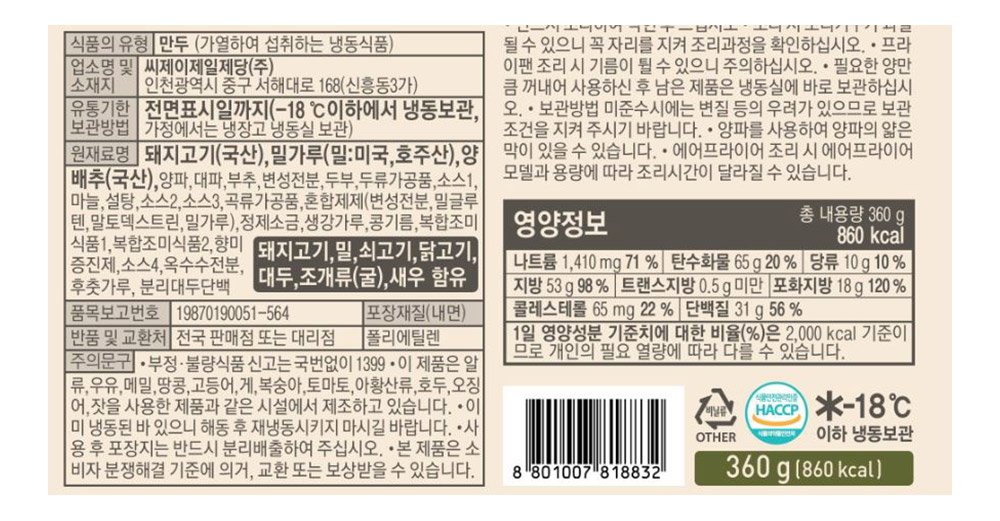 식품의 유형 만두 (가열하여 섭취하는 냉동식품)
업소명 및 소재지 씨제이제일제당(주)
인천광역시 중구 서해대로 168(신흥동3가)
유통기한 보관방법 전면표시일까지(-18 ℃이하에서 냉동보관,
가정에서는 냉장고 냉동실 보관)
원재료명 돼지고기(국산),밀가루(밀:미국,호주산),양
배추(국산),양파,대파,부추,변성전분,두부,두류가공품,소스1,
마늘,설탕,소스2,소스3,곡류가공품,혼합제제(변성전분,밀글루
텐,말토덱스트린,밀가루),정제소금,생강가루,콩기름,복합조미
식품1,복합조미식품2,향미
증진제,소스4,옥수수전분,
후춧가루, 분리대두단백
돼지고기,밀,쇠고기,닭고기,
대두,조개류(굴),새우 함유
품목보고번호 19870190051-564 포장재질(내면)
반품 및 교환처 전국 판매점 또는 대리점 폴리에틸렌
주의문구 •부정·불량식품 신고는 국번없이 1399 •이 제품은 알
류,우유,메밀,땅콩,고등어,게,복숭아,토마토,아황산류,호두,오징
어,잣을 사용한 제품과 같은 시설에서 제조하고 있습니다. •이
미 냉동된 바 있으니 해동 후 재냉동시키지 마시길 바랍니다. •사
용 후 포장지는 반드시 분리배출하여 주십시오. •본 제품은 소
비자 분쟁해결 기준에 의거, 교환 또는 보상받을 수 있습니다.
될 수 있으니 꼭 자리를 지켜 조리과정을 확인하십시오. • 프라
이팬 조리 시 기름이 튈 수 있으니 주의하십시오. • 필요한 양만
큼 꺼내어 사용하신 후 남은 제품은 냉동실에 바로 보관하십시
오. • 보관방법 미준수시에는 변질 등의 우려가 있으므로 보관
조건을 지켜 주시기 바랍니다. • 양파를 사용하여 양파의 얇은
막이 있을 수 있습니다. • 에어프라이어 조리 시 에어프라이어
모델과 용량에 따라 조리시간이 달라질 수 있습니다.
영양정보 총 내용량 360 g
860 kcal
나트륨 1,410 mg 71 % 탄수화물 65 g 20 % 당류 10 g 10 %
지방 53 g 98 % 트랜스지방 0.5 g 미만 포화지방 18 g 120 %
콜레스테롤 65 mg 22 % 단백질 31 g 56 %
1일 영양성분 기준치에 대한 비율(%)은 2,000 kcal 기준이
므로 개인의 필요 열량에 따라 다를 수 있습니다.
8 801007 818832
비닐류
OTHER
HACCP
*-18℃
이하 냉동보관
360 g (860 kcal)